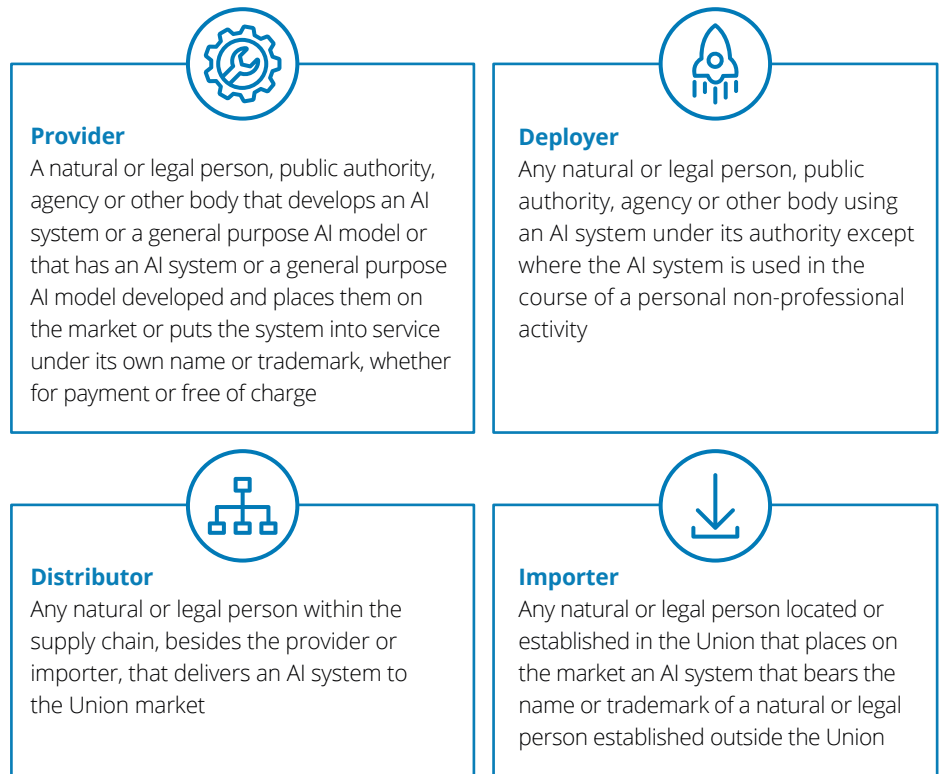 Provider
A natural or legal person, public authority,
agency or other body that develops an AI
system or a general purpose AI model or
that has an AI system or a general purpose
AI model developed and places them on
the market or puts the system into service
under its own name or trademark, whether
for payment or free of charge
Deployer
Any natural or legal person, public
authority, agency or other body using
an AI system under its authority except
where the AI system is used in the
course of a personal non-professional
activity
Distributor
Any natural or legal person within the
supply chain, besides the provider or
importer, that delivers an AI system to
the Union market
Importer
Any natural or legal person located or
established in the Union that places on
the market an AI system that bears the
name or trademark of a natural or legal
person established outside the Union